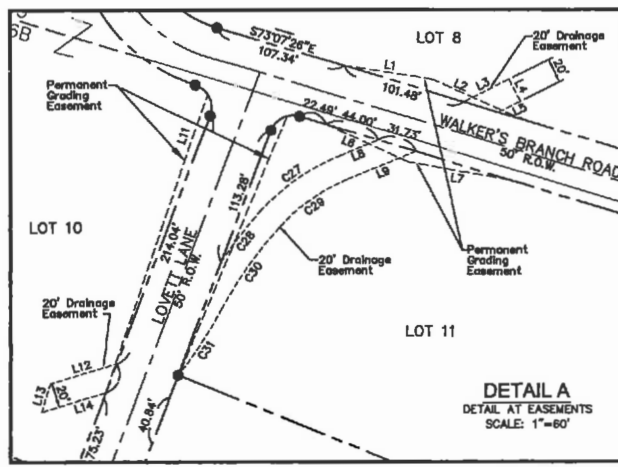 6B
S73°07'26"E
107.34'
LOT 8
20' Drainage
Easement
L1
L2
L3
L4
L5
20'
101.48'
Permanent
Grading
Easement
22.49'
44.00'
31.73'
WALKER'S BRANCH ROAD
50' R.O.W.
L11
L6
L8
L9
L7
C27
C29
113.28'
C28
C30
LOT 10
214.04'
LOVETT LANE
50' R.O.W.
20' Drainage
Easement
Permanent
Grading
Easement
LOT 11
20' Drainage
Easement
L12
L13
20'
L14
C31
40.84'
75.23'
DETAIL A
DETAIL AT EASEMENTS
SCALE: 1"=60'